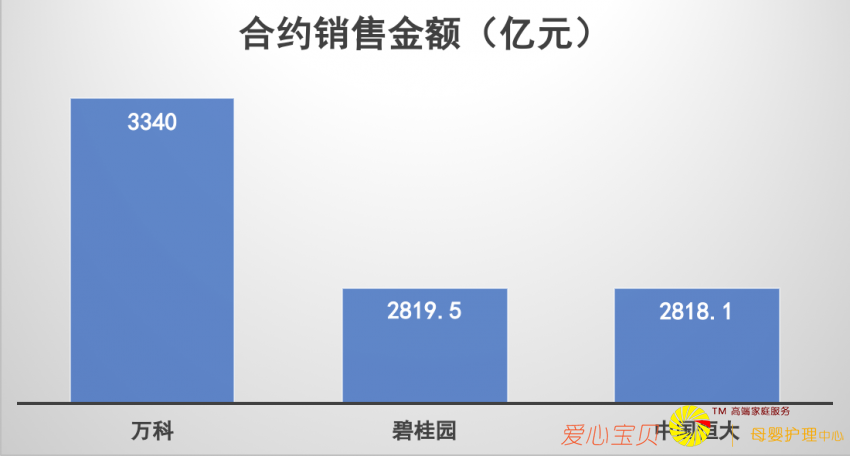 合约销售金额（亿元）
3340
2819.5
2818.1
万科
碧桂园
中国恒大
爱心宝贝
TM 高端家庭服务
母婴护理中心